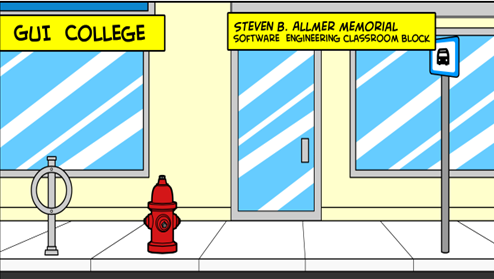 GUI COLLEGE
STEVEN B. ALLMER MEMORIAL
SOFTWARE ENGINEERING CLASSROOM BLOCK